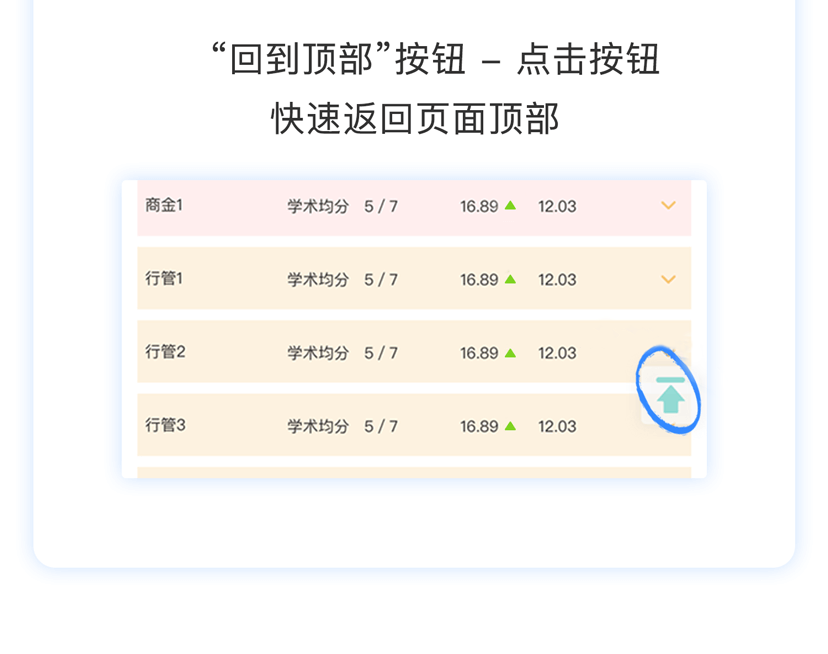 “回到顶部”按钮 – 点击按钮
快速返回页面顶部
商金1 学术均分 5 / 7 16.89 12.03
行管1 学术均分 5 / 7 16.89 12.03
行管2 学术均分 5 / 7 16.89 12.03
行管3 学术均分 5 / 7 16.89 12.03